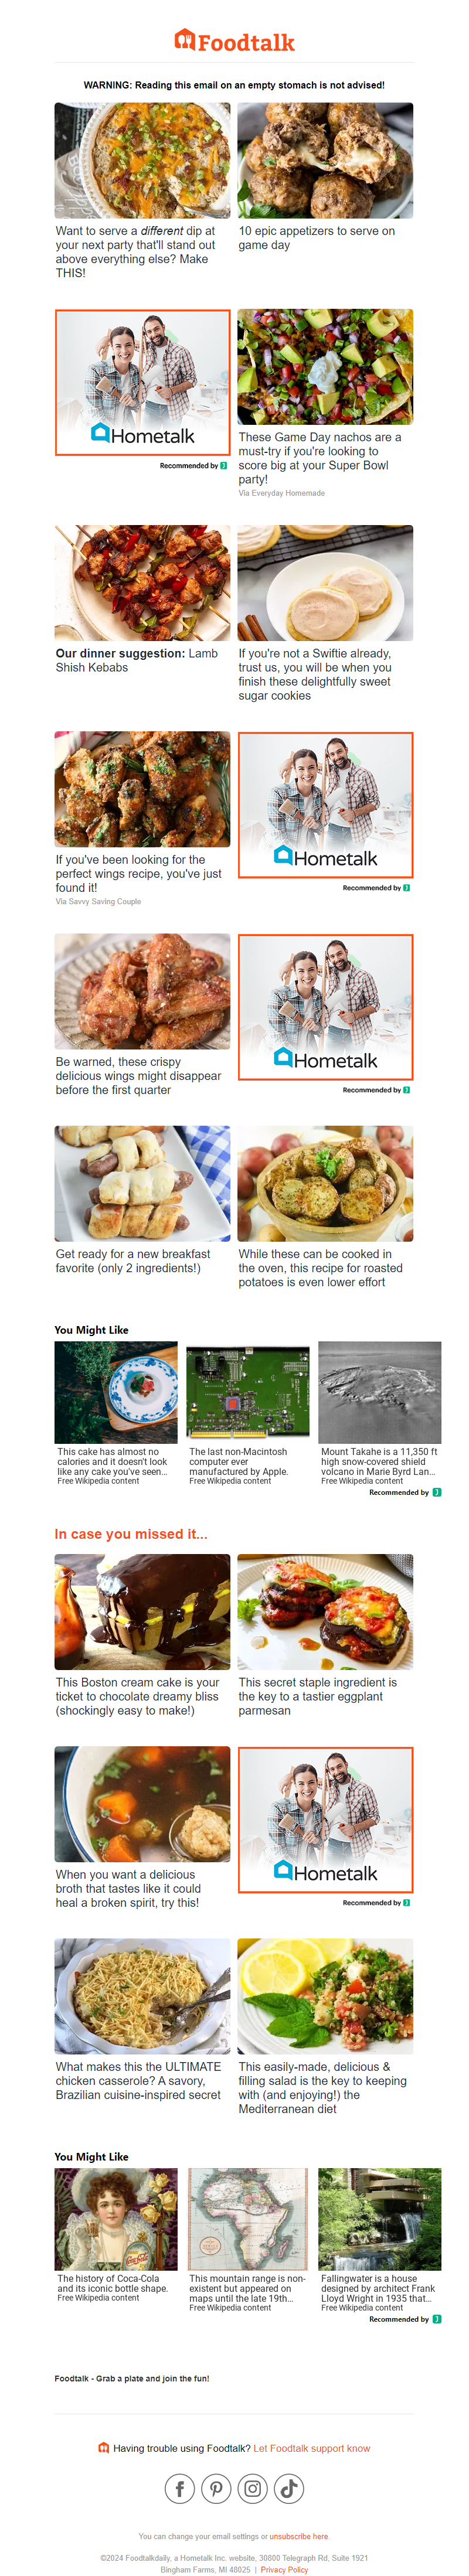 Foodtalk
WARNING: Reading this email on an empty stomach is not advised!
Want to serve a different dip at
your next party that'll stand out
above everything else? Make
THIS!
10 epic appetizers to serve on
game day
Hometalk
Recommended by
These Game Day nachos are a
must-try if you're looking to
score big at your Super Bowl
party!
Via Everyday Homemade
Our dinner suggestion: Lamb
Shish Kebabs
If you're not a Swiftie already,
trust us, you will be when you
finish these delightfully sweet
sugar cookies
If you've been looking for the
perfect wings recipe, you've just
found it!
Via Savvy Saving Couple
Hometalk
Recommended by
Be warned, these crispy
delicious wings might disappear
before the first quarter
Hometalk
Recommended by
Get ready for a new breakfast
favorite (only 2 ingredients!)
While these can be cooked in
the oven, this recipe for roasted
potatoes is even lower effort
You Might Like
This cake has almost no
calories and it doesn't look
like any cake you've seen...
Free Wikipedia content
The last non-Macintosh
computer ever
manufactured by Apple.
Free Wikipedia content
Mount Takahe is a 11,350 ft
high snow-covered shield
volcano in Marie Byrd Lan...
Free Wikipedia content
Recommended by
In case you missed it...
This Boston cream cake is your
ticket to chocolate dreamy bliss
(shockingly easy to make!)
This secret staple ingredient is
the key to a tastier eggplant
parmesan
When you want a delicious
broth that tastes like it could
heal a broken spirit, try this!
Hometalk
Recommended by
What makes this the ULTIMATE
chicken casserole? A savory,
Brazilian cuisine-inspired secret
This easily-made, delicious &
filling salad is the key to keeping
with (and enjoying!) the
Mediterranean diet
You Might Like
The history of Coca-Cola
and its iconic bottle shape.
Free Wikipedia content
This mountain range is non-
existent but appeared on
maps until the late 19th...
Free Wikipedia content
Fallingwater is a house
designed by architect Frank
Lloyd Wright in 1935 that...
Free Wikipedia content
Recommended by
Foodtalk - Grab a plate and join the fun!
Having trouble using Foodtalk? Let Foodtalk support know
You can change your email settings or unsubscribe here.
©2024 Foodtalkdaily, a Hometalk Inc. website, 30800 Telegraph Rd, Suite 1921
Bingham Farms, MI 48025 | Privacy Policy